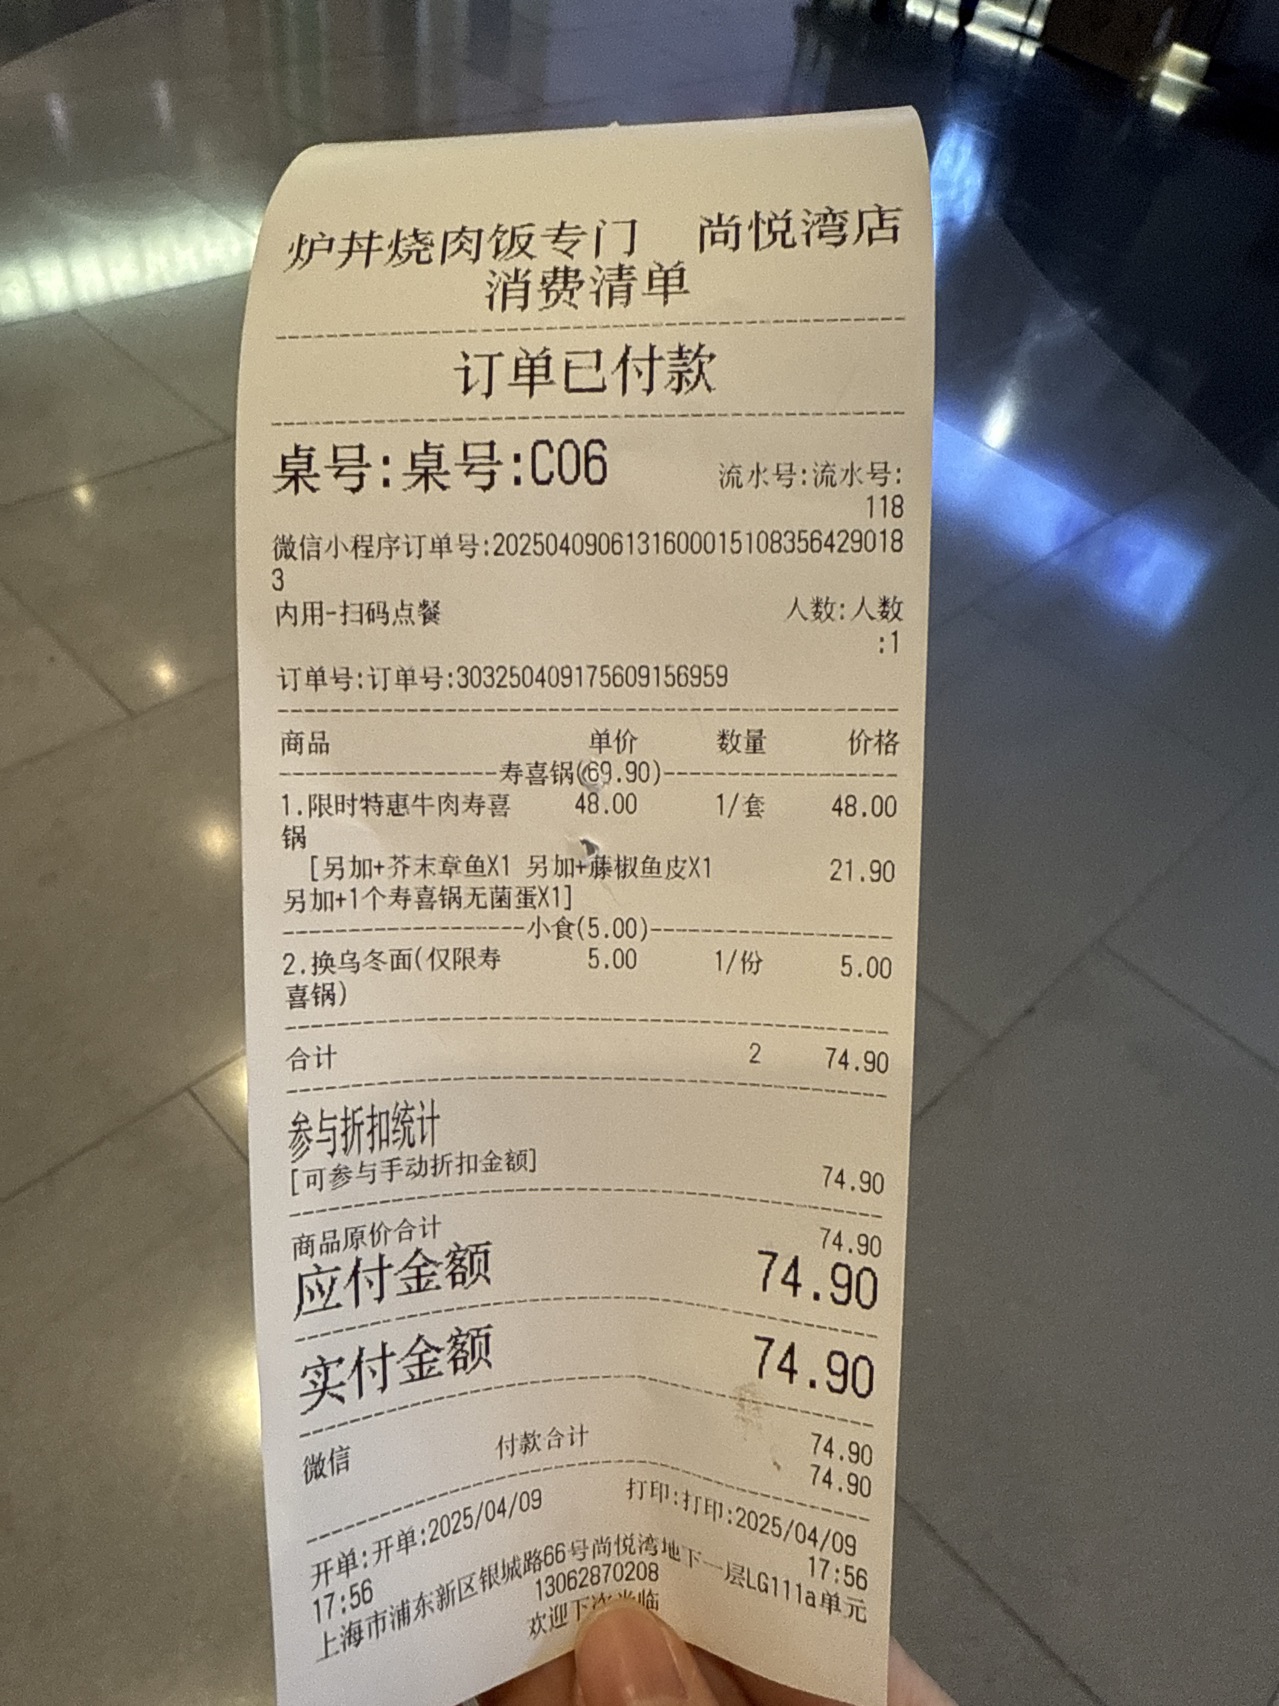 炉丼烧肉饭专门 尚悦湾店
消费清单
订单已付款
桌号:桌号:C06 流水号:流水号:
118
微信小程序订单号:2025040906131600015108356429018
3
内用-扫码点餐 人数:人数
:1
订单号:订单号:303250409175609156959
商品 单价 数量 价格
寿喜锅(69.90)
1.限时特惠牛肉寿喜 48.00 1/套 48.00
锅
[另加+芥末章鱼X1 另加+藤椒鱼皮X1 21.90
另加+1个寿喜锅无菌蛋X1]
小食(5.00)
2.换乌冬面(仅限寿 5.00 1/份 5.00
喜锅)
合计 2 74.90
参与折扣统计
[可参与手动折扣金额] 74.90
商品原价合计 74.90
应付金额 74.90
实付金额 74.90
微信 74.90
付款合计 74.90
开单:开单:2025/04/09 打印:打印:2025/04/09
17:56 17:56
上海市浦东新区银城路66号尚悦湾地下一层LG111a单元
13062870208
欢迎下次光临